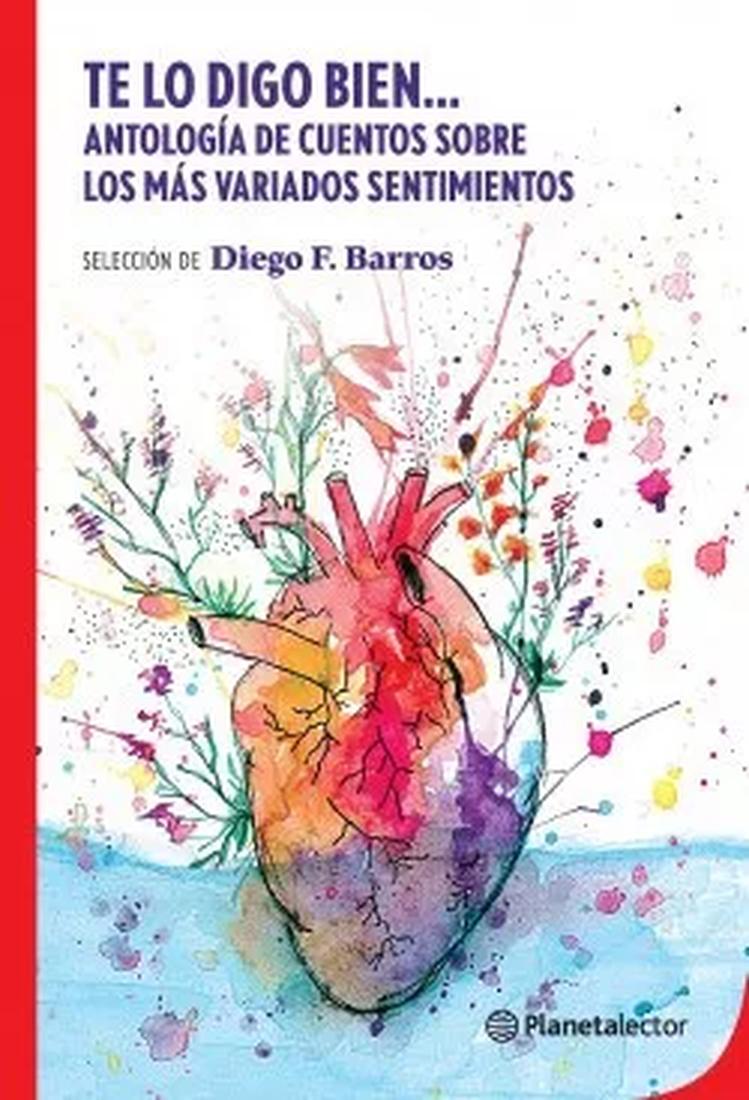 TE LO DIGO BIEN...
ANTOLOGÍA DE CUENTOS SOBRE
LOS MÁS VARIADOS SENTIMIENTOS
SELECCIÓN DE Diego F. Barros
Planetalector